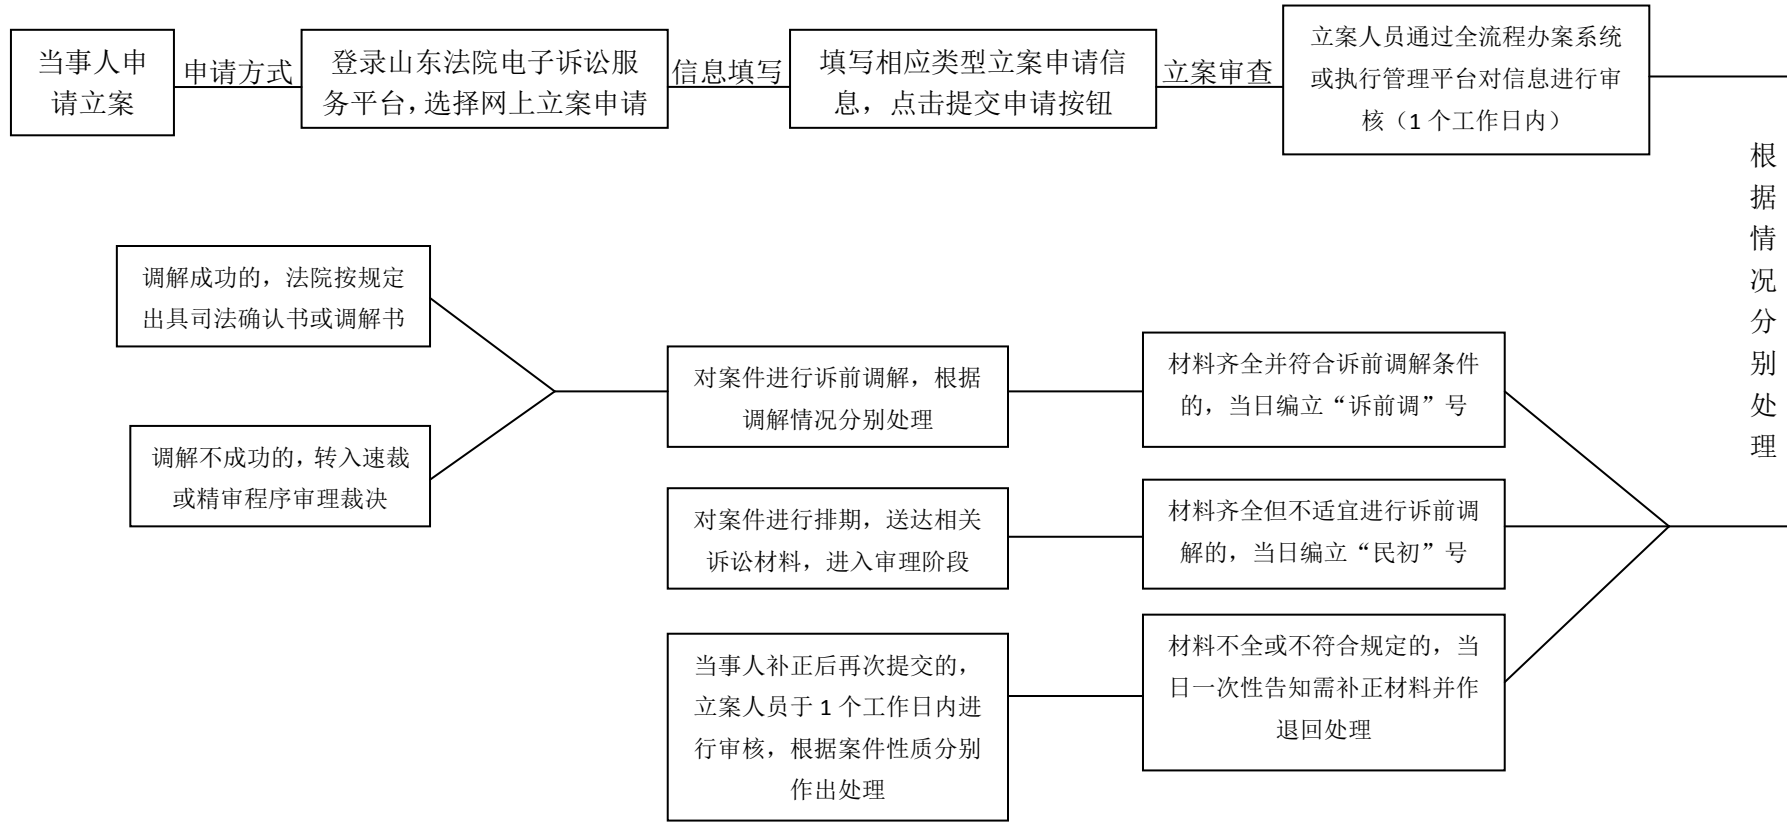 当事人申
请立案
申请方式
登录山东法院电子诉讼服
务平台，选择网上立案申请
信息填写
填写相应类型立案申请信
息，点击提交申请按钮
立案审查
立案人员通过全流程办案系统
或执行管理平台对信息进行审
核（1 个工作日内）
根据情况分别处理
材料齐全并符合诉前调解条件
的，当日编立“诉前调”号
对案件进行诉前调解，根据
调解情况分别处理
调解成功的，法院按规定
出具司法确认书或调解书
调解不成功的，转入速裁
或精审程序审理裁决
材料齐全但不适宜进行诉前调
解的，当日编立“民初”号
对案件进行排期，送达相关
诉讼材料，进入审理阶段
材料不全或不符合规定的，当
日一次性告知需补正材料并作
退回处理
当事人补正后再次提交的，
立案人员于 1 个工作日内进
行审核，根据案件性质分别
作出处理